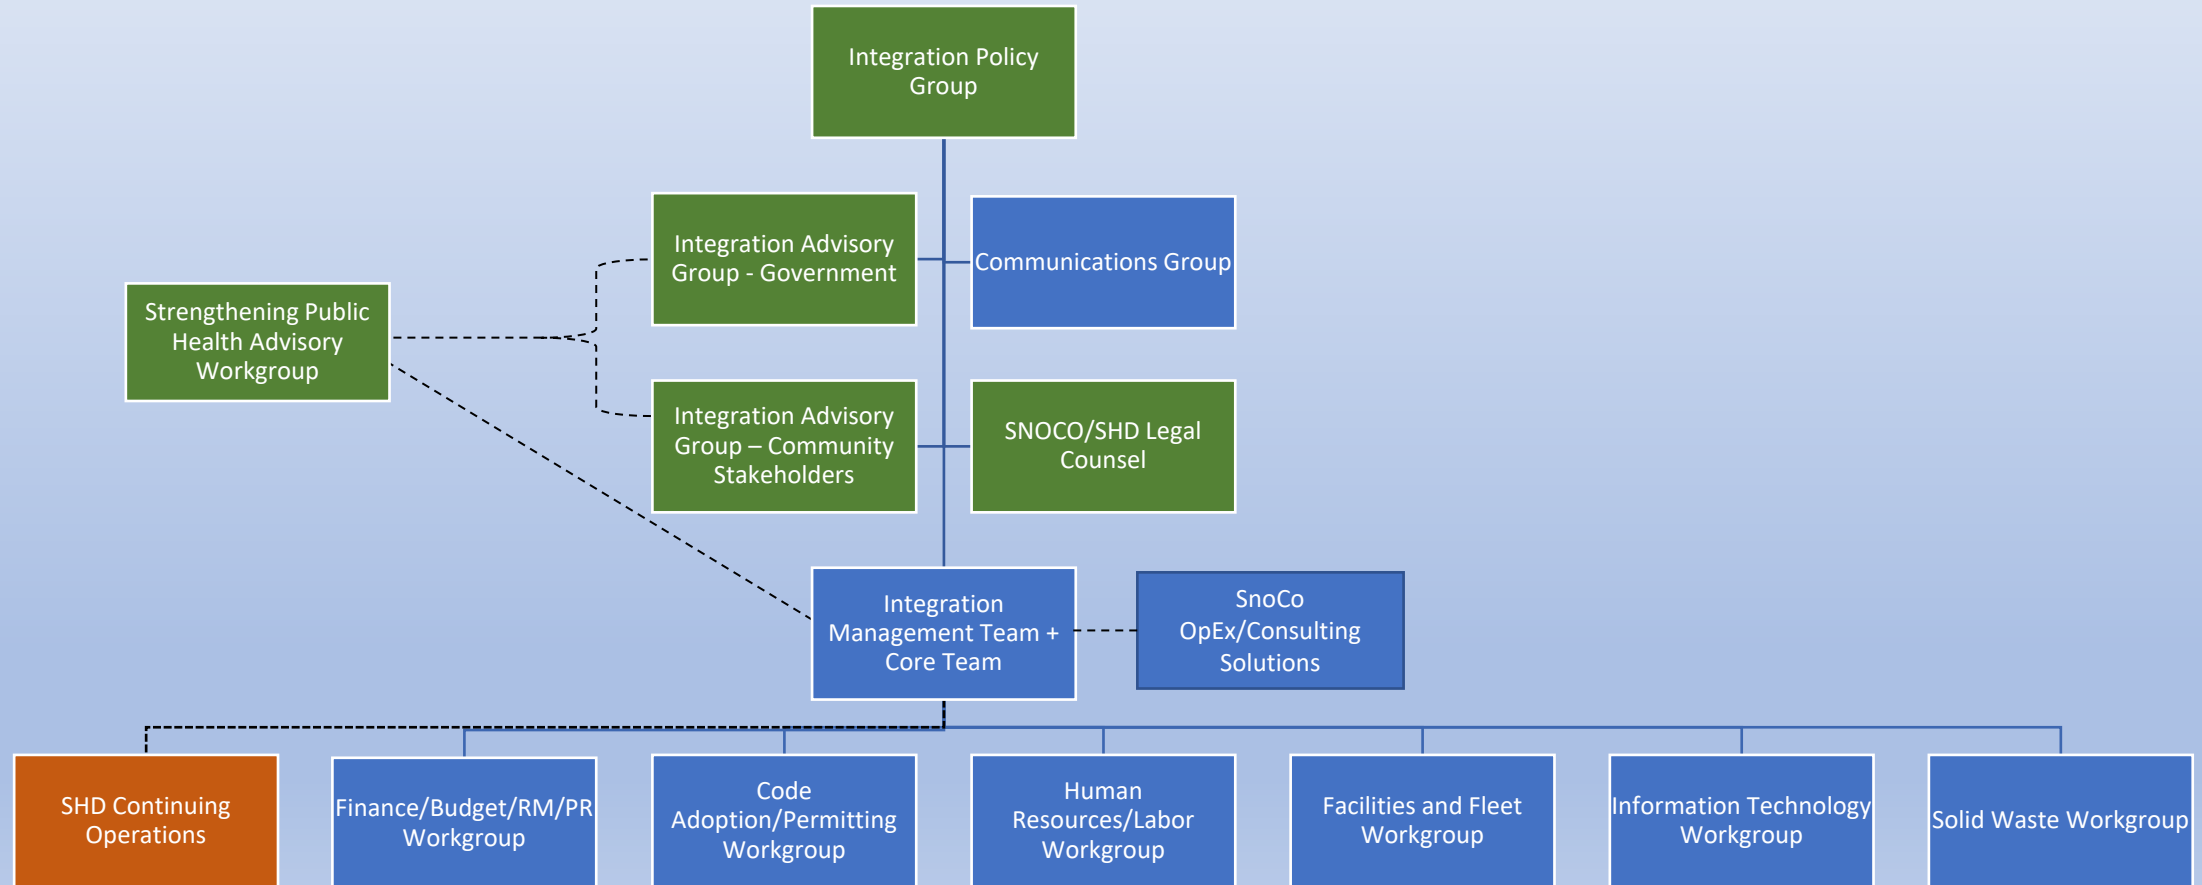 Integration Policy
Group
Integration Advisory
Group - Government
Communications Group
Strengthening Public
Health Advisory
Workgroup
Integration Advisory
Group – Community
Stakeholders
SNOCO/SHD Legal
Counsel
Integration
Management Team +
Core Team
SnoCo
OpEx/Consulting
Solutions
SHD Continuing
Operations
Finance/Budget/RM/PR
Workgroup
Code
Adoption/Permitting
Workgroup
Human
Resources/Labor
Workgroup
Facilities and Fleet
Workgroup
Information Technology
Workgroup
Solid Waste Workgroup